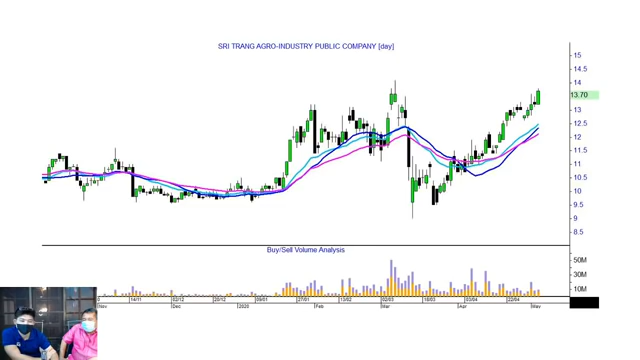 SRI TRANG AGRO-INDUSTRY PUBLIC COMPANY [day]
15
14.5
14
13.70
13
12.5
12
11.5
11
10.5
10
9.5
9
8.5
Buy/Sell Volume Analysis
50M
30M
10M
Nov 14/11 02/12 Dec 16/12 2020 09/01 27/01 Feb 13/02 02/03 Mar 18/03 03/04 Apr 22/04 May